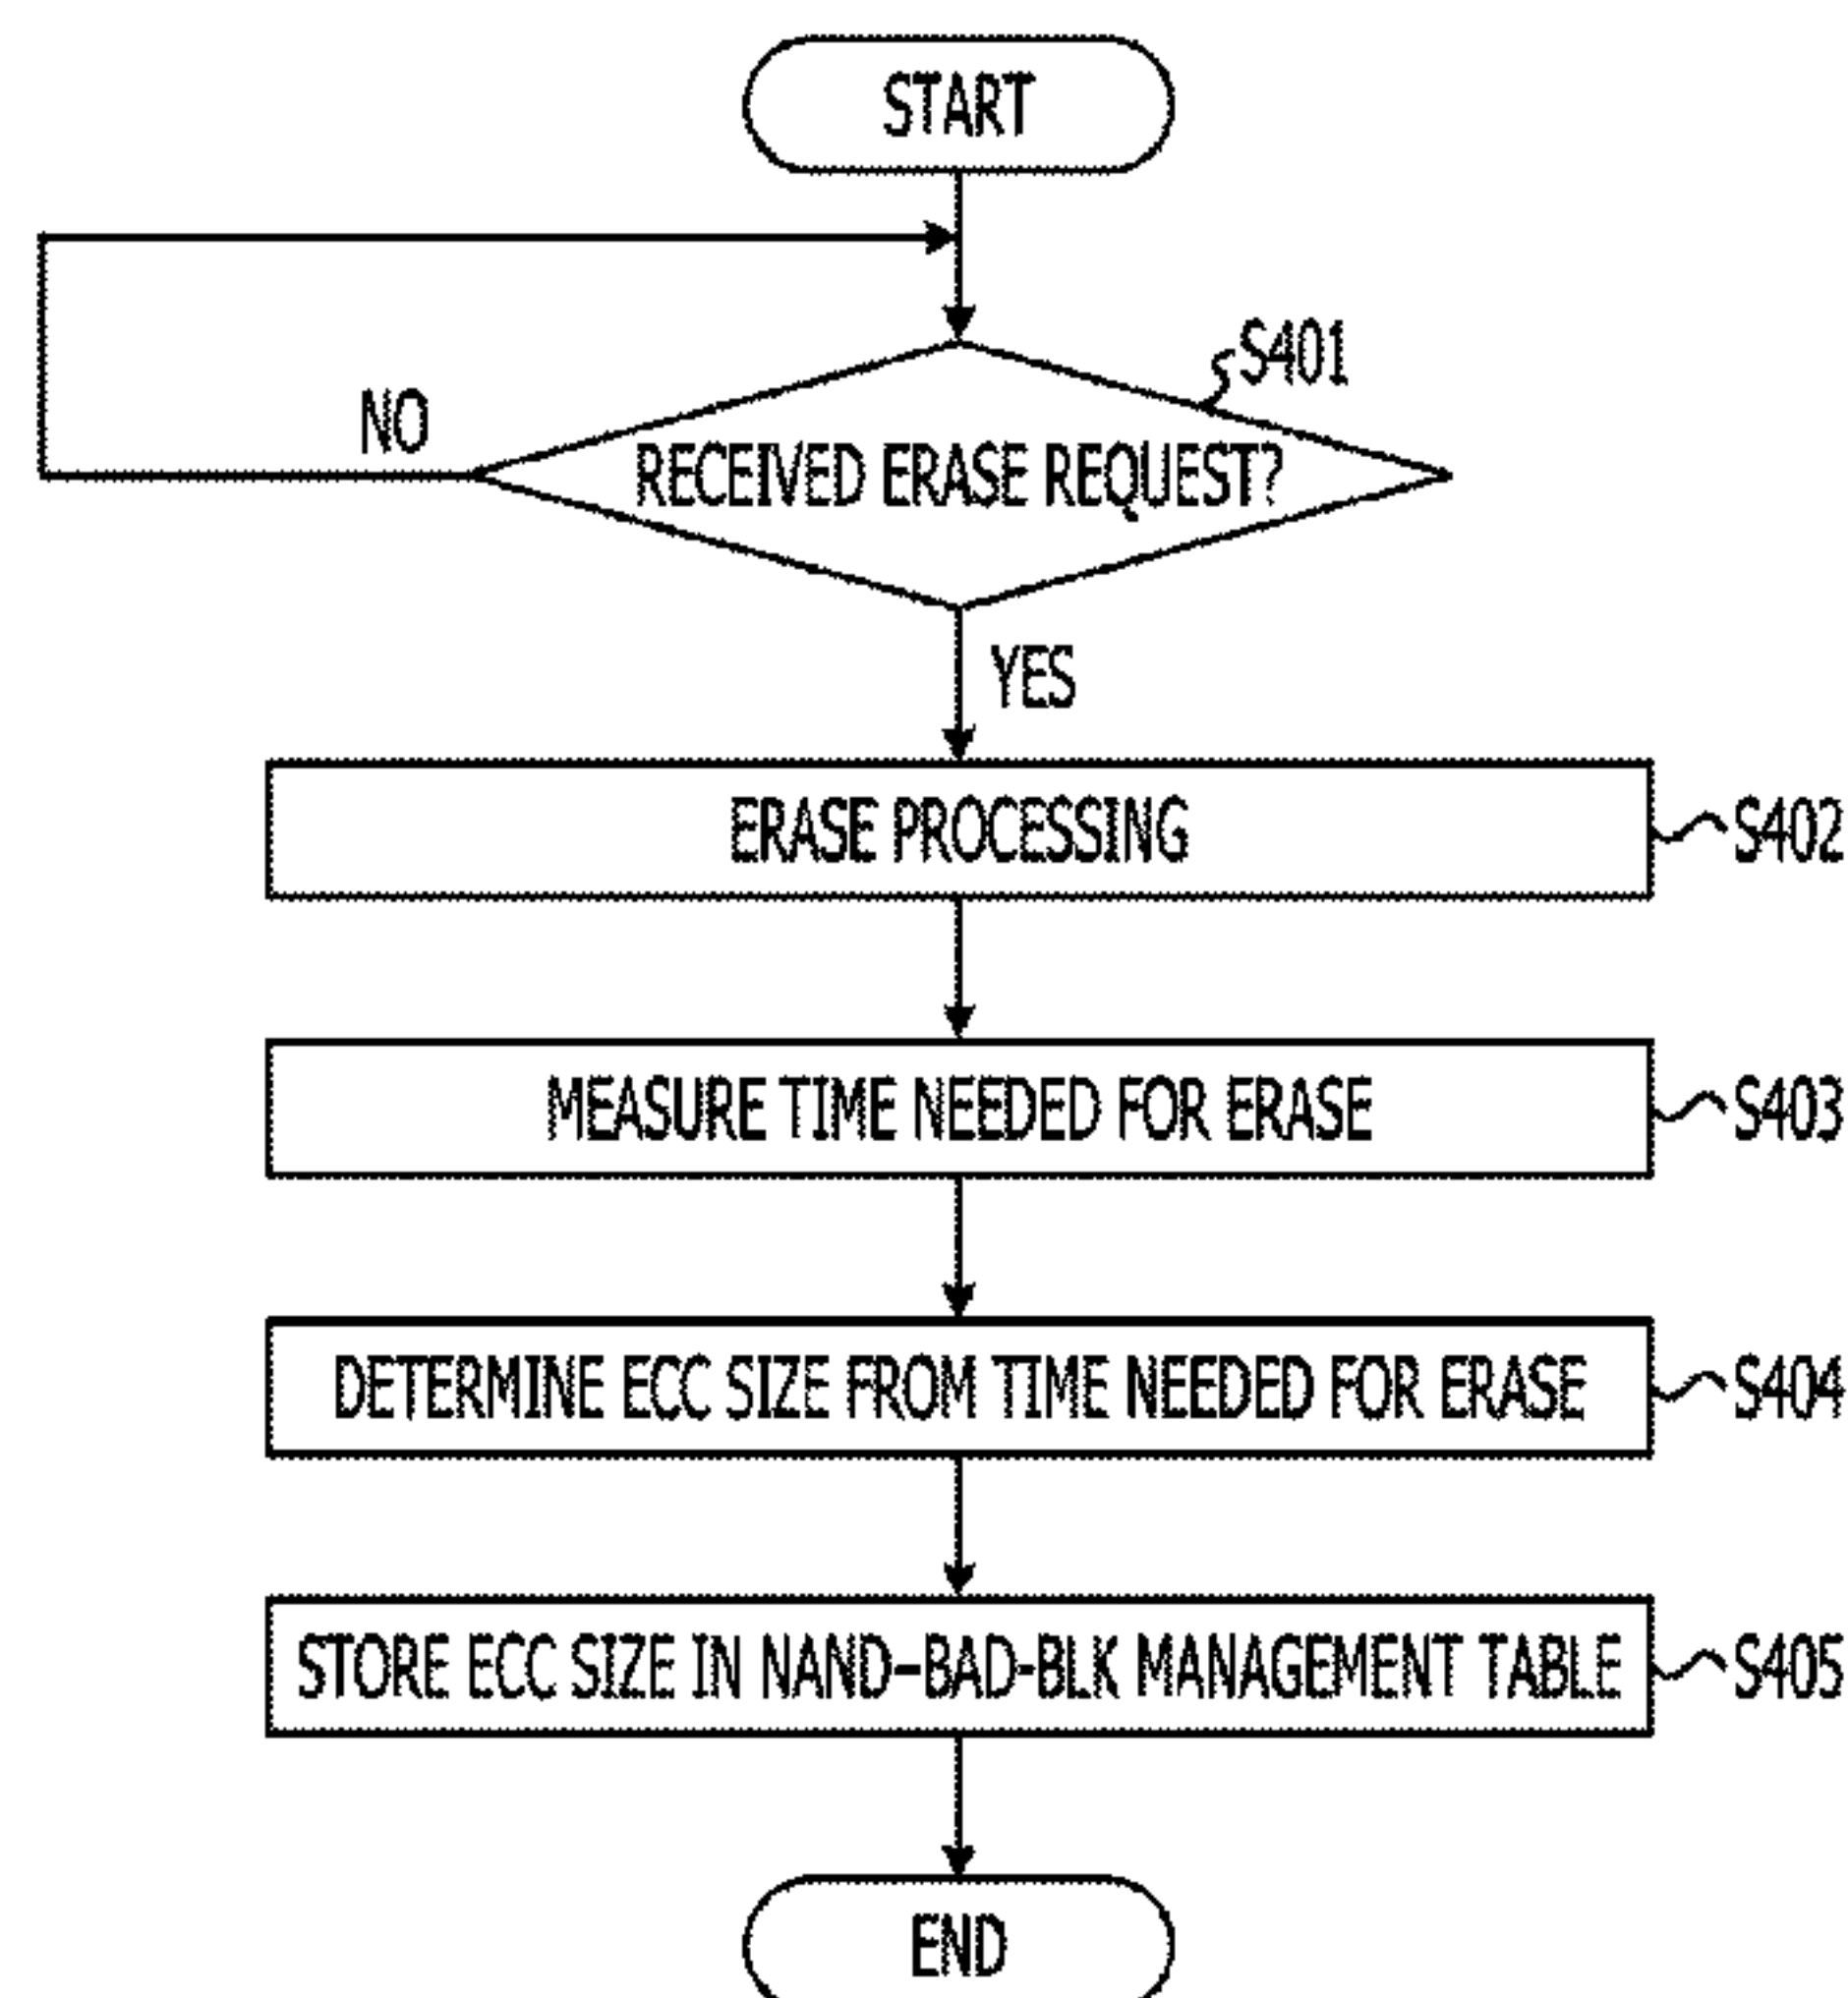 START
S401
NO
RECEIVED ERASE REQUEST?
YES
ERASE PROCESSING
S402
MEASURE TIME NEEDED FOR ERASE
S403
DETERMINE ECC SIZE FROM TIME NEEDED FOR ERASE
S404
STORE ECC SIZE IN NAND-BAD-BLK MANAGEMENT TABLE
S405
END